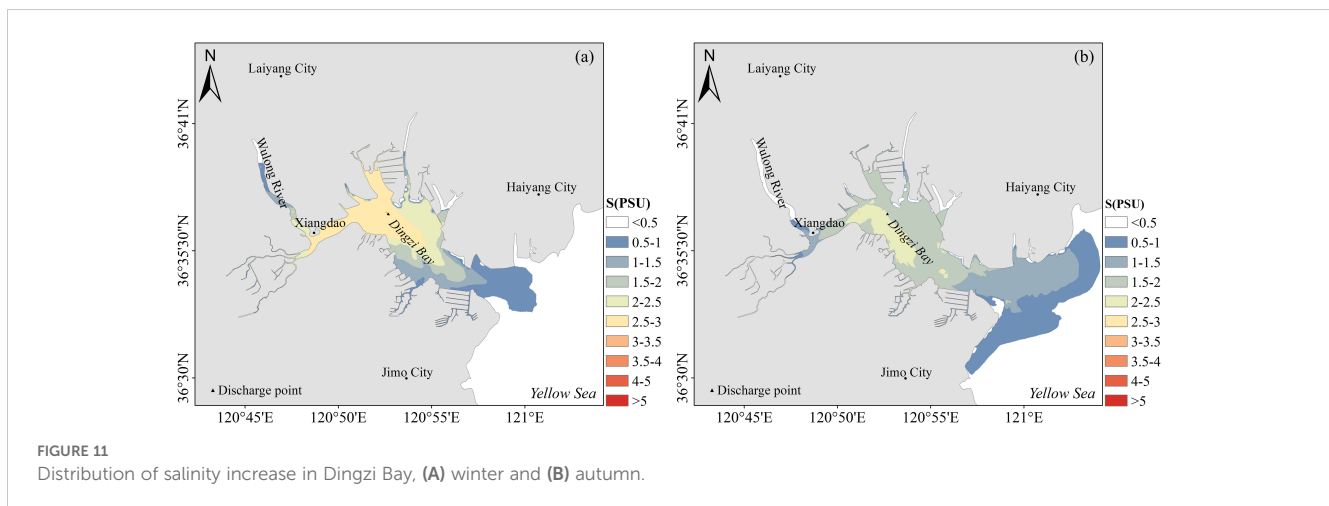 (a)
N
Laiyang City
36°41'N
Wulong River
Haiyang City
Xiangdao
Dingzi Bay
36°35'30"N
Jimo City
36°30'N
Discharge point
Yellow Sea
120°45'E
120°50'E
120°55'E
121°E
S(PSU)
<0.5
0.5-1
1-1.5
1.5-2
2-2.5
2.5-3
3-3.5
3.5-4
4-5
>5
(b)
N
Laiyang City
36°41'N
Wulong River
Haiyang City
Xiangdao
Dingzi Bay
36°35'30"N
Jimo City
36°30'N
Discharge point
Yellow Sea
120°45'E
120°50'E
120°55'E
121°E
S(PSU)
<0.5
0.5-1
1-1.5
1.5-2
2-2.5
2.5-3
3-3.5
3.5-4
4-5
>5
FIGURE 11
Distribution of salinity increase in Dingzi Bay, (A) winter and (B) autumn.